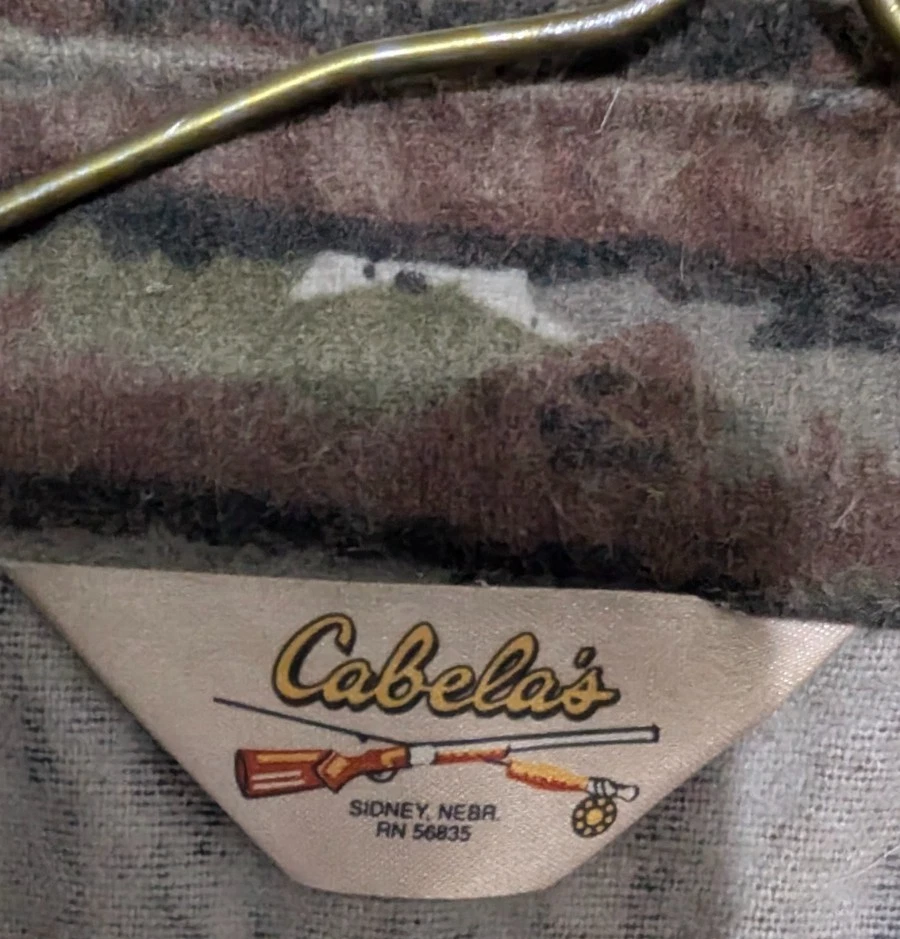 Cabela's
SIDNEY, NEBR.
RN 56835